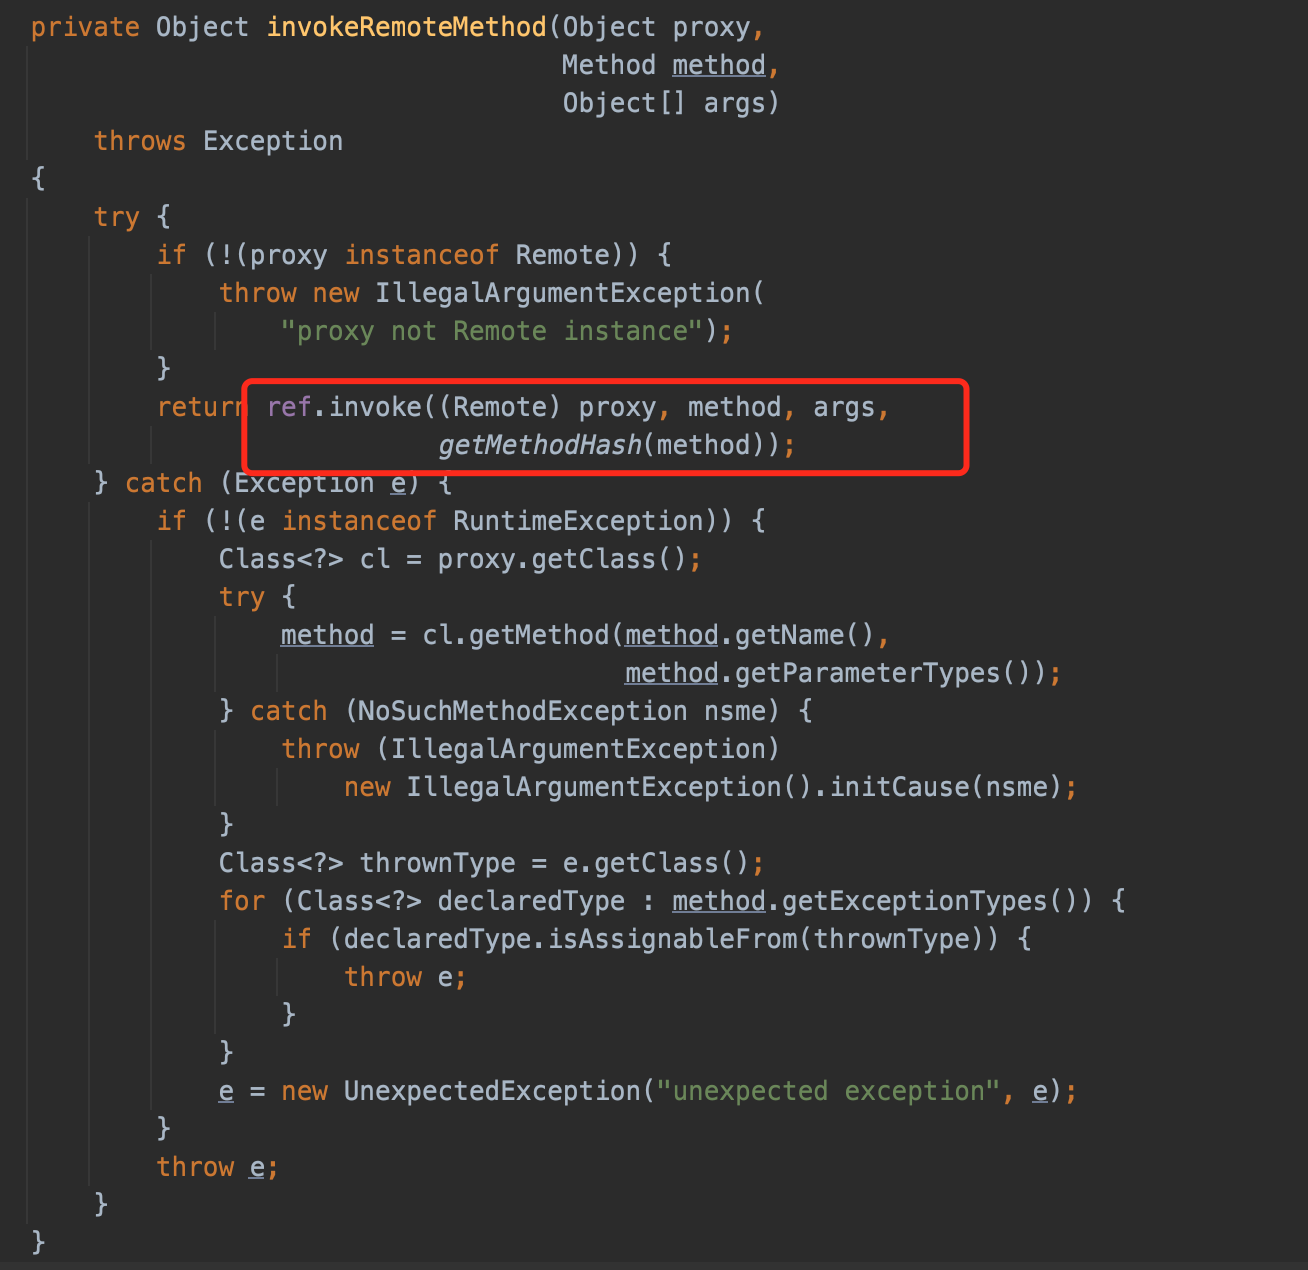 private Object invokeRemoteMethod(Object proxy,
                                  Method method,
                                  Object[] args)
    throws Exception
{
    try {
        if (!(proxy instanceof Remote)) {
            throw new IllegalArgumentException(
                "proxy not Remote instance");
        }
        return ref.invoke((Remote) proxy, method, args,
                          getMethodHash(method));
    } catch (Exception e) {
        if (!(e instanceof RuntimeException)) {
            Class<?> cl = proxy.getClass();
            try {
                method = cl.getMethod(method.getName(),
                                      method.getParameterTypes());
            } catch (NoSuchMethodException nsme) {
                throw (IllegalArgumentException)
                    new IllegalArgumentException().initCause(nsme);
            }
            Class<?> thrownType = e.getClass();
            for (Class<?> declaredType : method.getExceptionTypes()) {
                if (declaredType.isAssignableFrom(thrownType)) {
                    throw e;
                }
            }
            e = new UnexpectedException("unexpected exception", e);
        }
        throw e;
    }
}